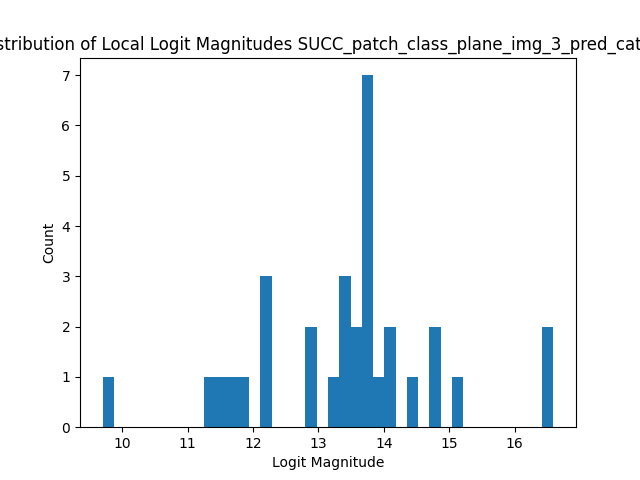 stribution of Local Logit Magnitudes SUCC_patch_class_plane_img_3_pred_cat
7
6
5
4
3
2
1
0
Count
10 11 12 13 14 15 16
Logit Magnitude